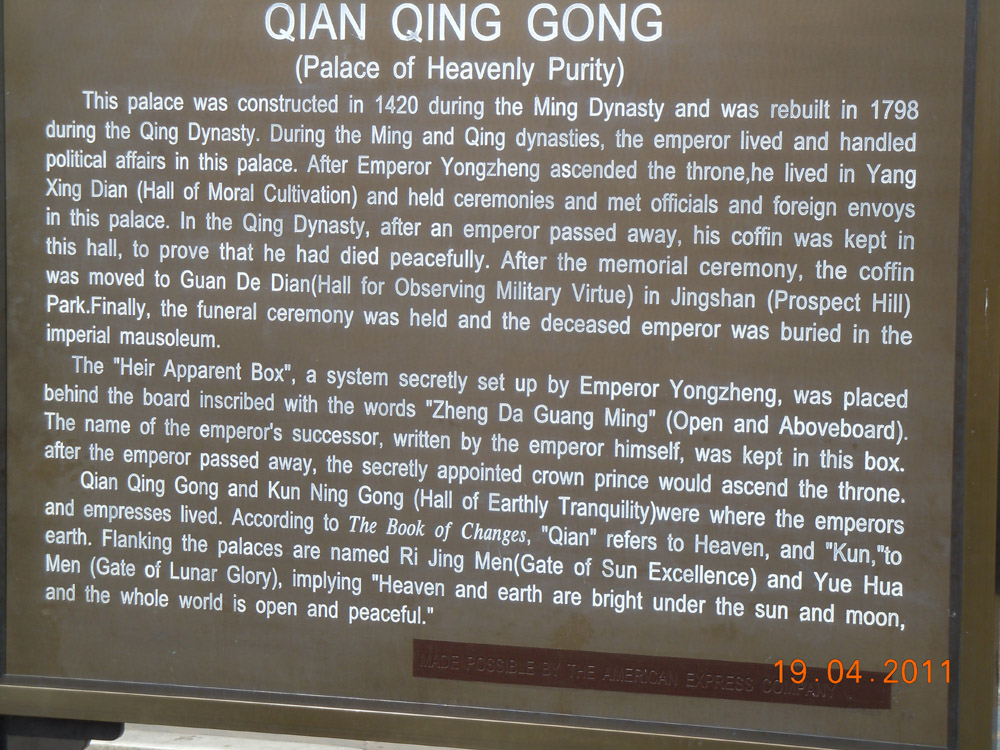 QIAN QING GONG
(Palace of Heavenly Purity)
This palace was constructed in 1420 during the Ming Dynasty and was rebuilt in 1798
during the Qing Dynasty. During the Ming and Qing dynasties, the emperor lived and handled
political affairs in this palace. After Emperor Yongzheng ascended the throne,he lived in Yang
Xing Dian (Hall of Moral Cultivation) and held ceremonies and met officials and foreign envoys
in this palace. In the Qing Dynasty, after an emperor passed away, his coffin was kept in
this hall, to prove that he had died peacefully. After the memorial ceremony, the coffin
was moved to Guan De Dian(Hall for Observing Military Virtue) in Jingshan (Prospect Hill)
Park.Finally, the funeral ceremony was held and the deceased emperor was buried in the
imperial mausoleum.
The "Heir Apparent Box", a system secretly set up by Emperor Yongzheng, was placed
behind the board inscribed with the words "Zheng Da Guang Ming" (Open and Aboveboard).
The name of the emperor's successor, written by the emperor himself, was kept in this box.
after the emperor passed away, the secretly appointed crown prince would ascend the throne.
Qian Qing Gong and Kun Ning Gong (Hall of Earthly Tranquility)were where the emperors
and empresses lived. According to The Book of Changes, "Qian" refers to Heaven, and "Kun,"to
earth. Flanking the palaces are named Ri Jing Men(Gate of Sun Excellence) and Yue Hua
Men (Gate of Lunar Glory), implying "Heaven and earth are bright under the sun and moon,
and the whole world is open and peaceful."
MADE POSSIBLE BY THE AMERICAN EXPRESS COMPANY
19.04.2011